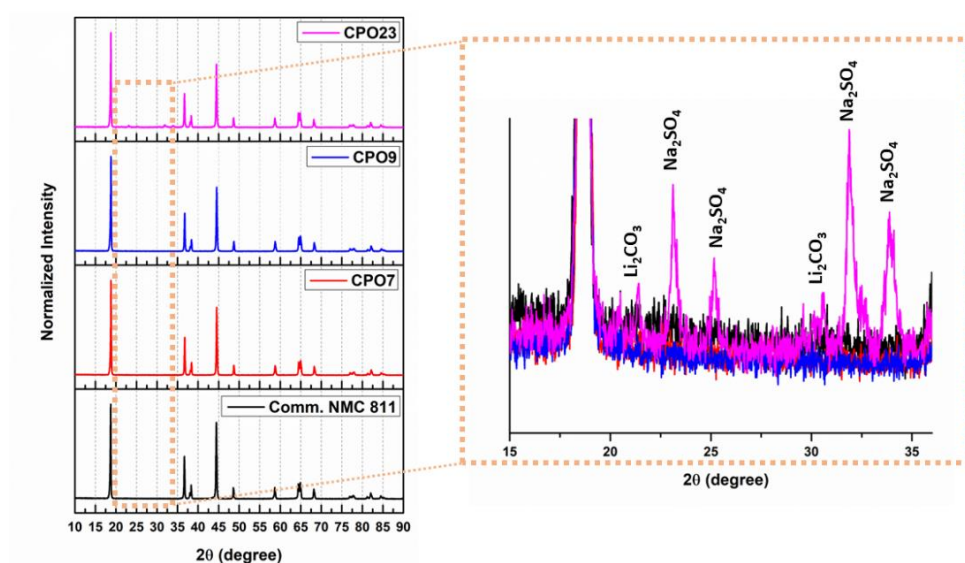 CPO23
CPO9
CPO7
Comm. NMC 811
Normalized Intensity
10 15 20 25 30 35 40 45 50 55 60 65 70 75 80 85 90
2θ (degree)
Li₂CO₃
Na₂SO₄
Na₂SO₄
Li₂CO₃
Na₂SO₄
Na₂SO₄
15 20 25 30 35
2θ (degree)